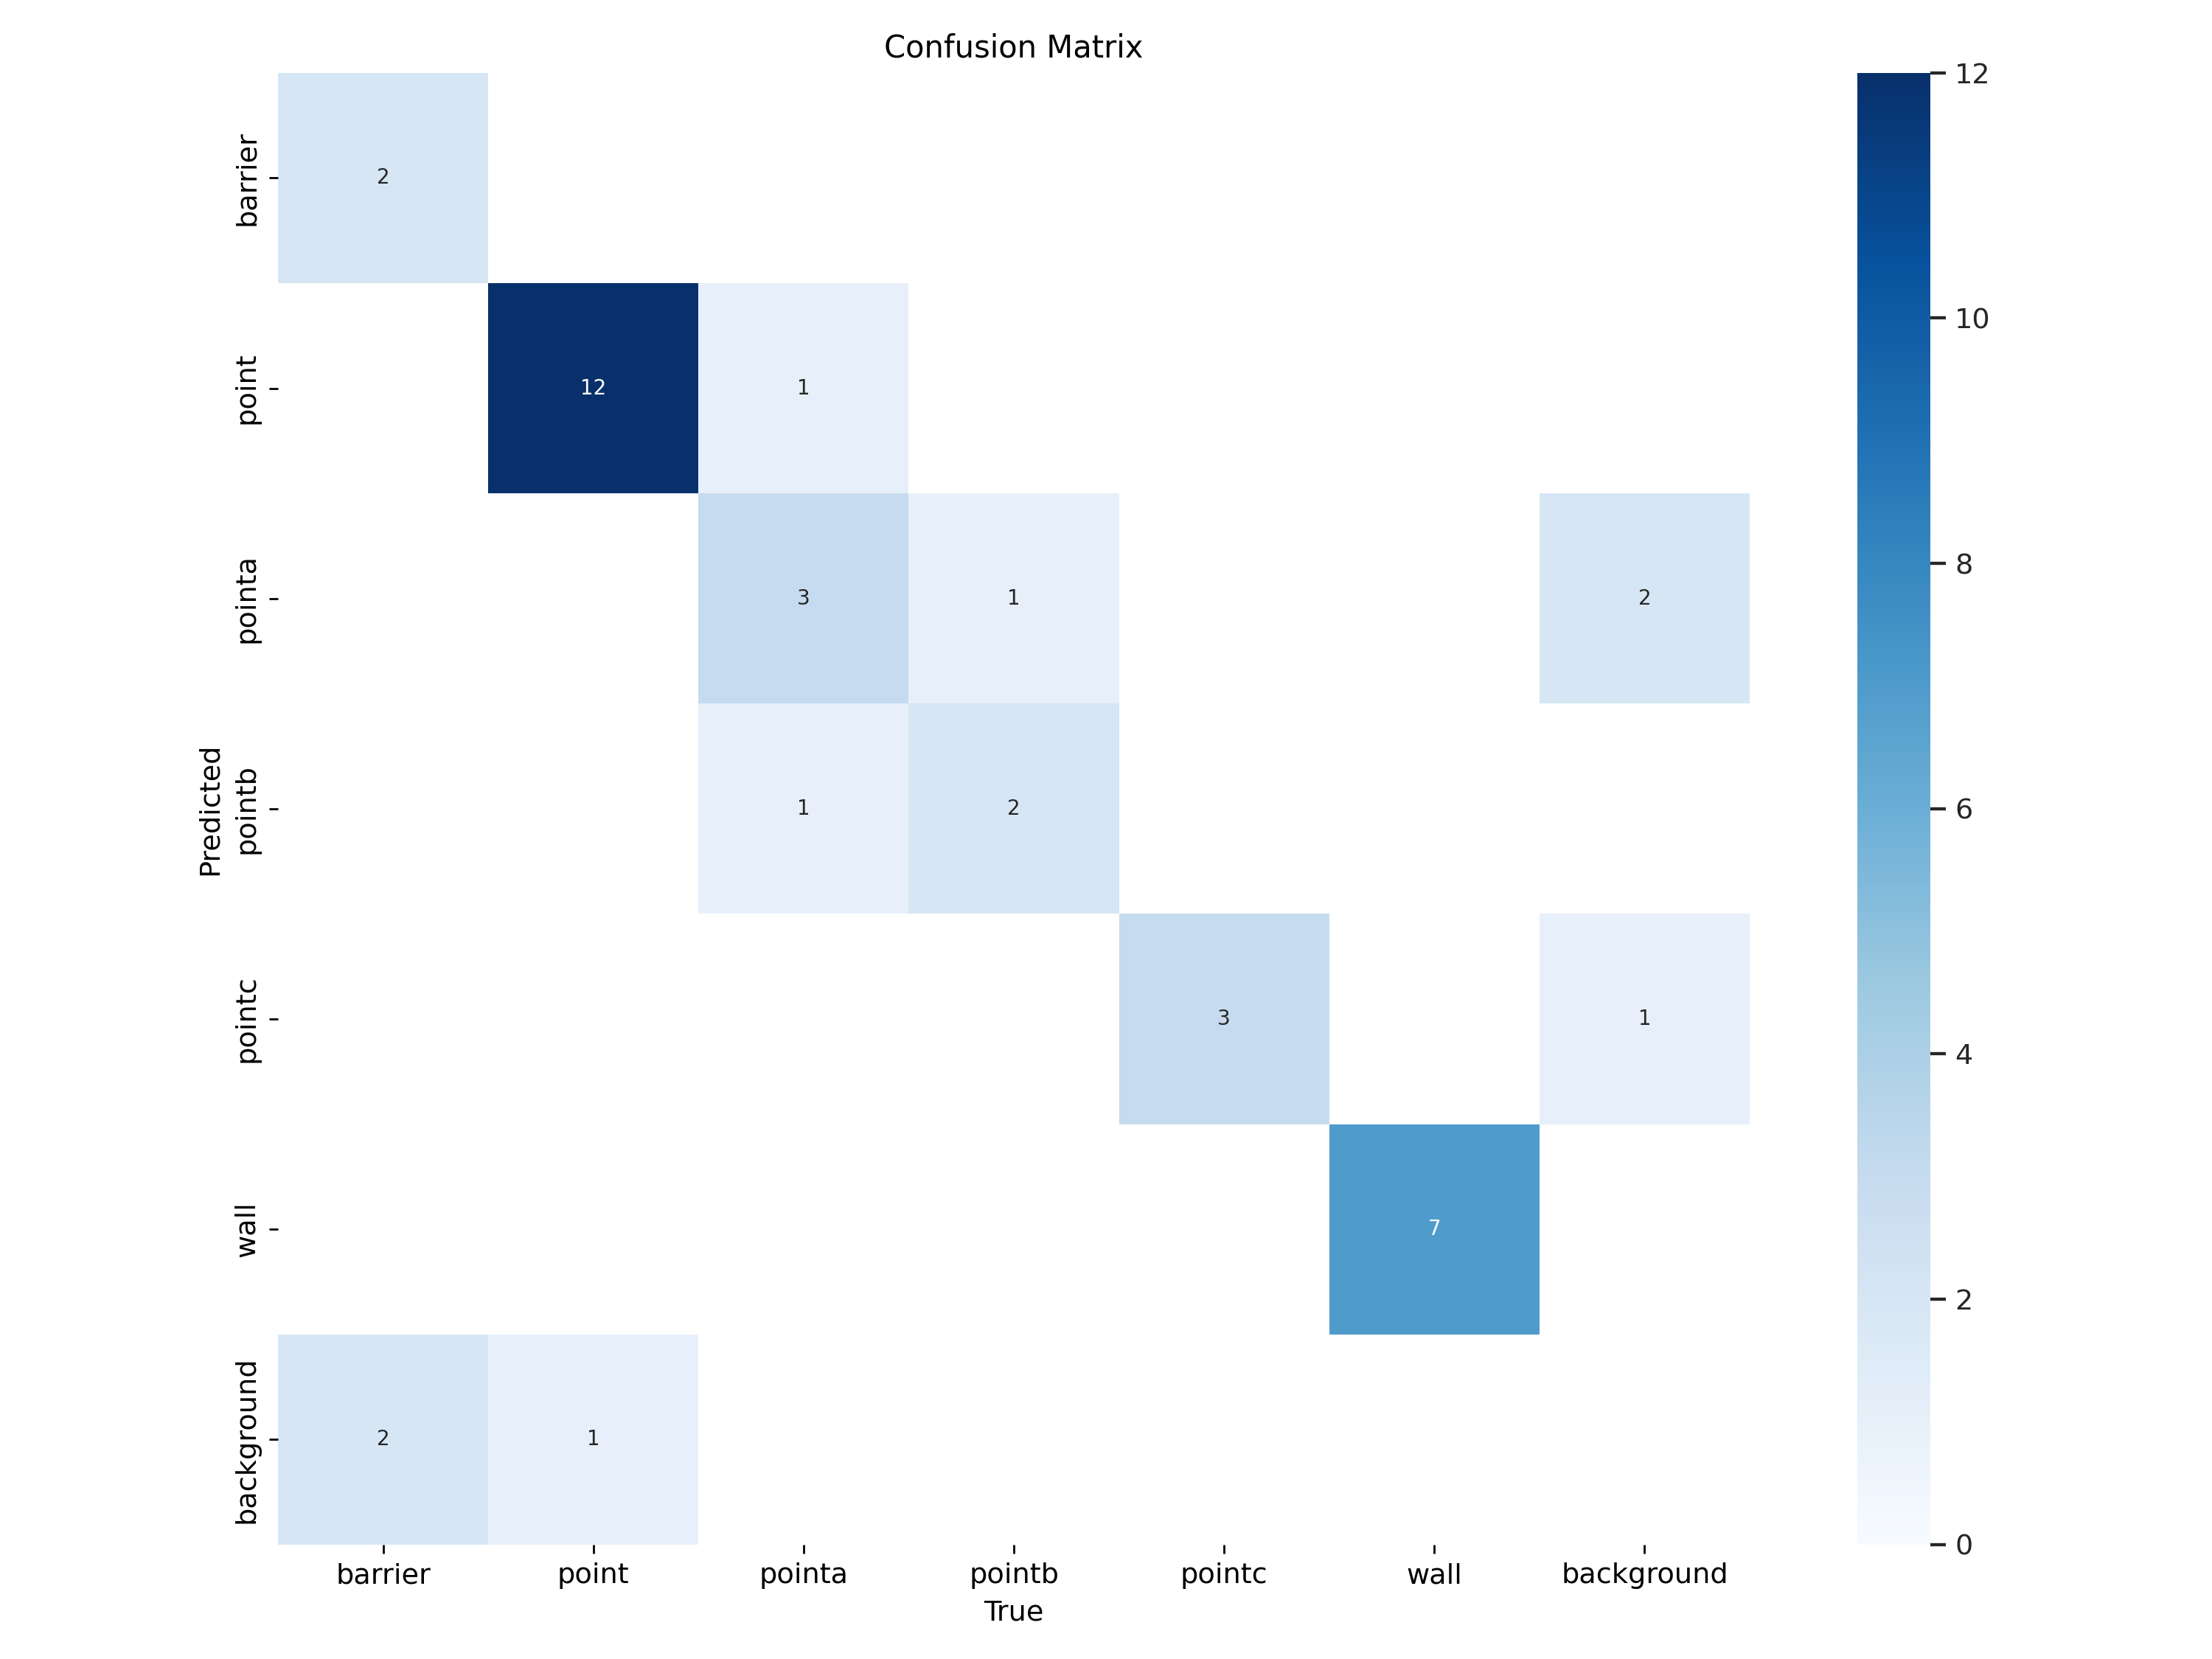 Confusion Matrix
barrier
point
pointa
pointb
pointc
wall
background
Predicted
2
12 1
3 1 2
1 2
3 1
7
2 1
barrier point pointa pointb pointc wall background
True
12
10
8
6
4
2
0